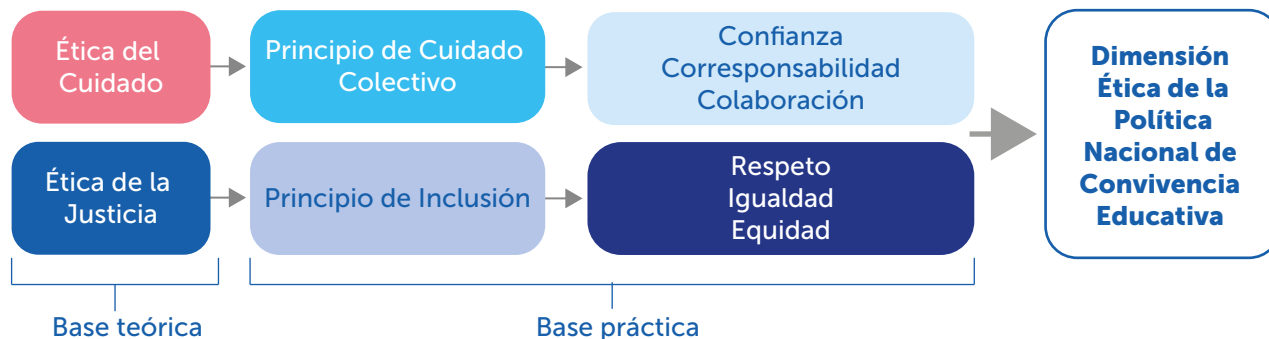 Ética del
Cuidado
Principio de Cuidado
Colectivo
Confianza
Corresponsabilidad
Colaboración
Ética de la
Justicia
Principio de Inclusión
Respeto
Igualdad
Equidad
Dimensión
Ética de la
Política
Nacional de
Convivencia
Educativa
Base teórica
Base práctica